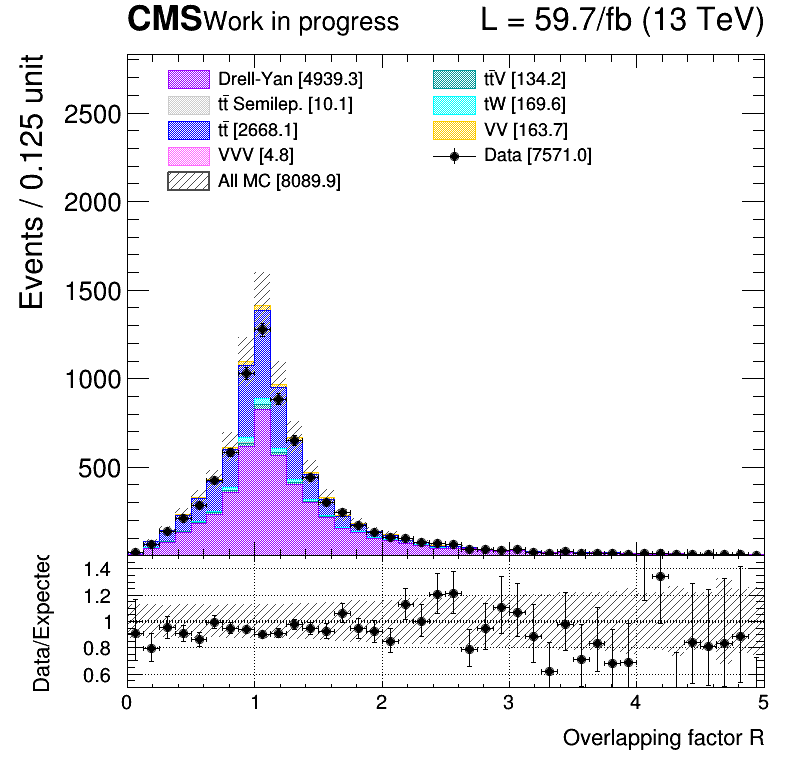 CMS Work in progress L = 59.7/fb (13 TeV)
Events / 0.125 unit
2500
2000
1500
1000
500
Drell-Yan [4939.3]
tt̄ Semilep. [10.1]
tt̄ [2668.1]
VVV [4.8]
All MC [8089.9]
tt̄V [134.2]
tW [169.6]
VV [163.7]
Data [7571.0]
Data/Expected
1.4
1.2
1
0.8
0.6
0 1 2 3 4 5
Overlapping factor R